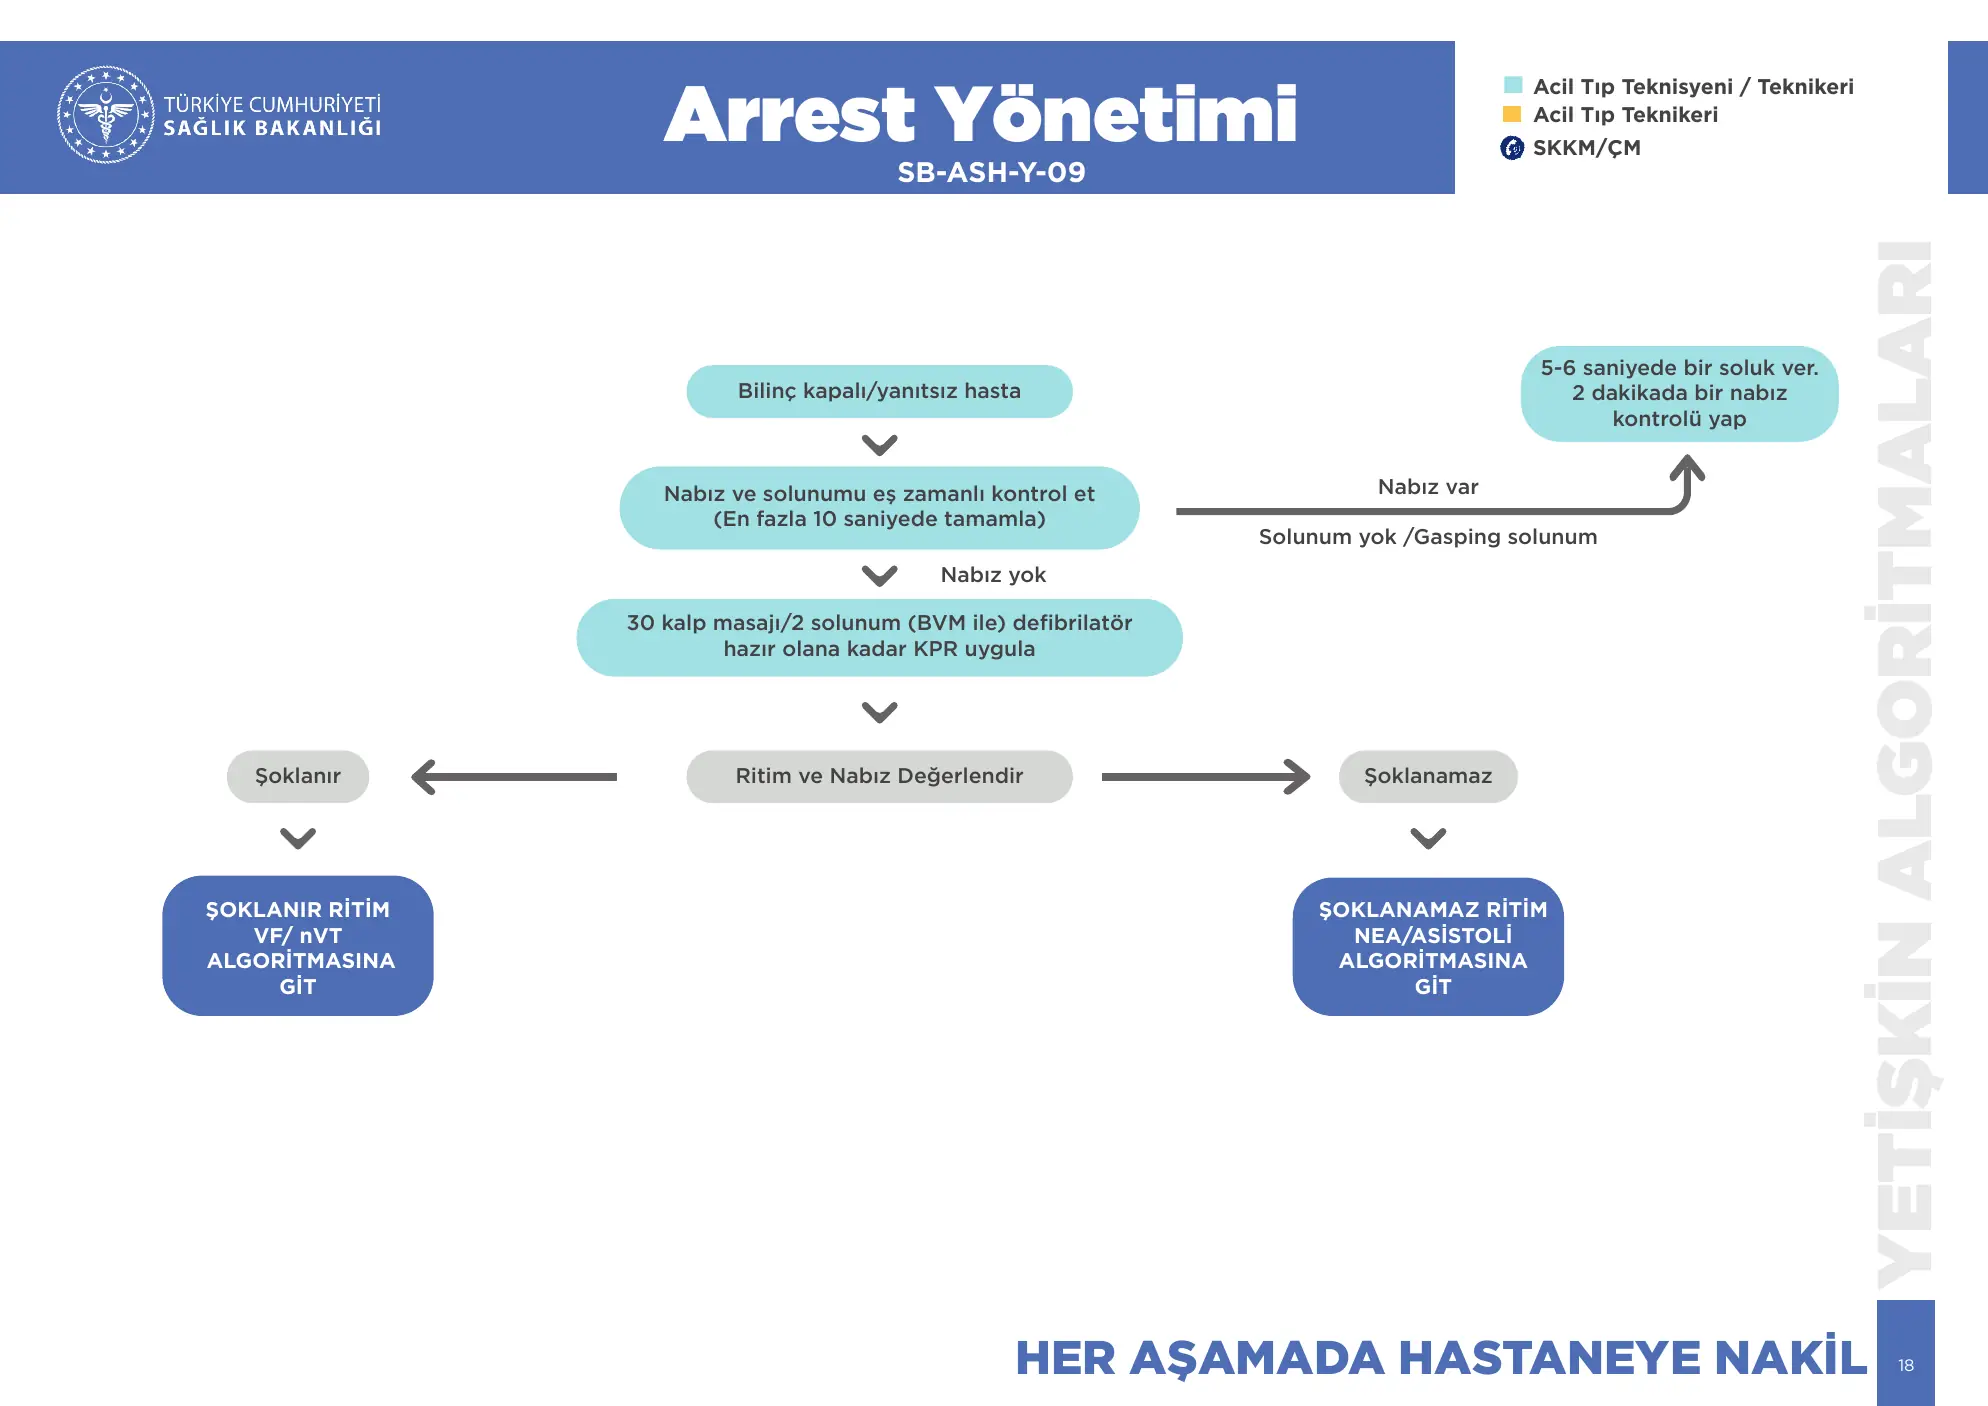 TÜRKİYE CUMHURİYETİ
SAĞLIK BAKANLIĞI
Arrest Yönetimi
SB-ASH-Y-09
Acil Tıp Teknisyeni / Teknikeri
Acil Tıp Teknikeri
SKKM/ÇM
Bilinç kapalı/yanıtsız hasta
5-6 saniyede bir soluk ver.
2 dakikada bir nabız
kontrolü yap
Nabız ve solunumu eş zamanlı kontrol et
(En fazla 10 saniyede tamamla)
Nabız var
Solunum yok /Gasping solunum
Nabız yok
30 kalp masajı/2 solunum (BVM ile) defibrilatör
hazır olana kadar KPR uygula
Şoklanır
Ritim ve Nabız Değerlendir
Şoklanamaz
ŞOKLANIR RİTİM
VF/ nVT
ALGORİTMASINA
GİT
ŞOKLANAMAZ RİTİM
NEA/ASİSTOLİ
ALGORİTMASINA
GİT
YETİŞKİN ALGORİTMALARI
HER AŞAMADA HASTANEYE NAKİL
18